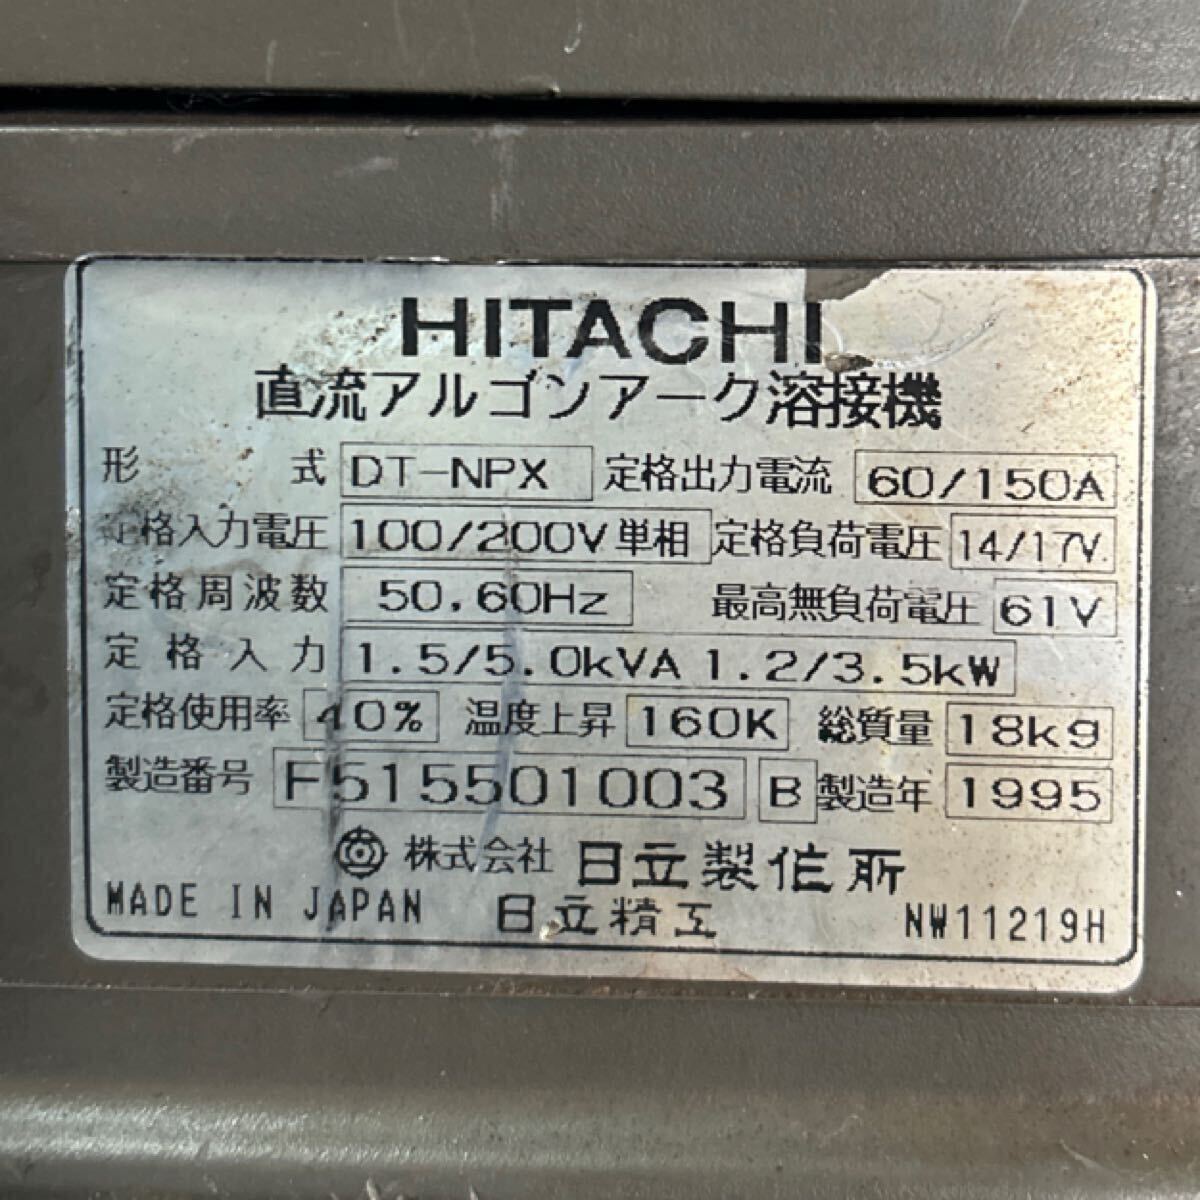 HITACHI
直流アルゴンアーク溶接機
形 式 DT-NPX 定格出力電流 60/150A
定格入力電圧 100/200V単相 定格負荷電圧 14/17V
定格周波数 50,60Hz 最高無負荷電圧 61V
定格入力 1.5/5.0kVA 1.2/3.5kW
定格使用率 40% 温度上昇 160K 総質量 18kg
製造番号 F515501003 B 製造年 1995
株式会社 日立製作所
MADE IN JAPAN 日立精工 NW11219H